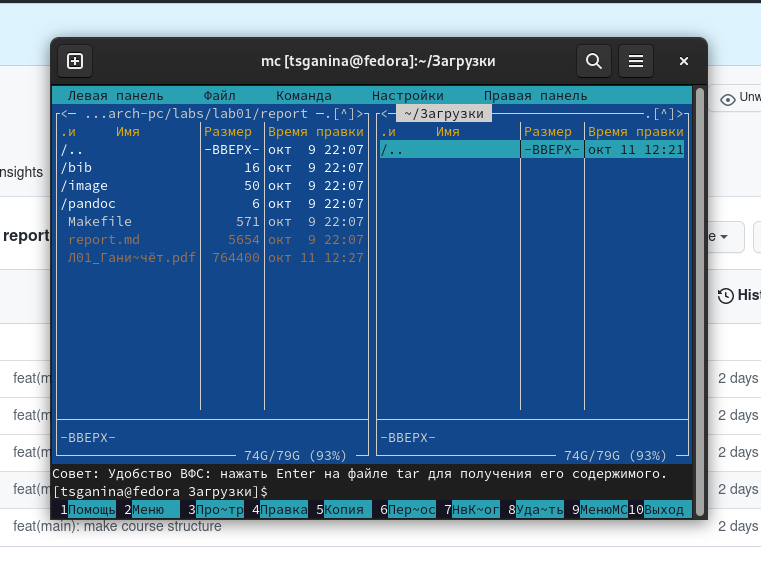 mc [tsganina@fedora]:~/Загрузки
Левая панель Файл Команда Настройки Правая панель
<— ...arch-pc/labs/lab01/report —.[^]> <— ~/Загрузки .[^]>
.и Имя Размер Время правки .и Имя Размер Время правки
/.. -ВВЕРХ- окт 9 22:07 /.. -ВВЕРХ- окт 11 12:21
/bib 16 окт 9 22:07
/image 50 окт 9 22:07
/pandoc 6 окт 9 22:07
Makefile 571 окт 9 22:07
report.md 5654 окт 9 22:07
Л01_Гани~чёт.pdf 764400 окт 11 12:27
-ВВЕРХ- -ВВЕРХ-
74G/79G (93%) 74G/79G (93%)
Совет: Удобство ВФС: нажать Enter на файле tar для получения его содержимого.
[tsganina@fedora Загрузки]$
1Помощь 2Меню 3Про~тр 4Правка 5Копия 6Пер~ос 7НвК~ог 8Уда~ть 9МенюMC 10Выход
Unw
nsights
report
e
His
feat(m 2 days
feat(m 2 days
feat(m 2 days
feat(m 2 days
feat(main): make course structure 2 days